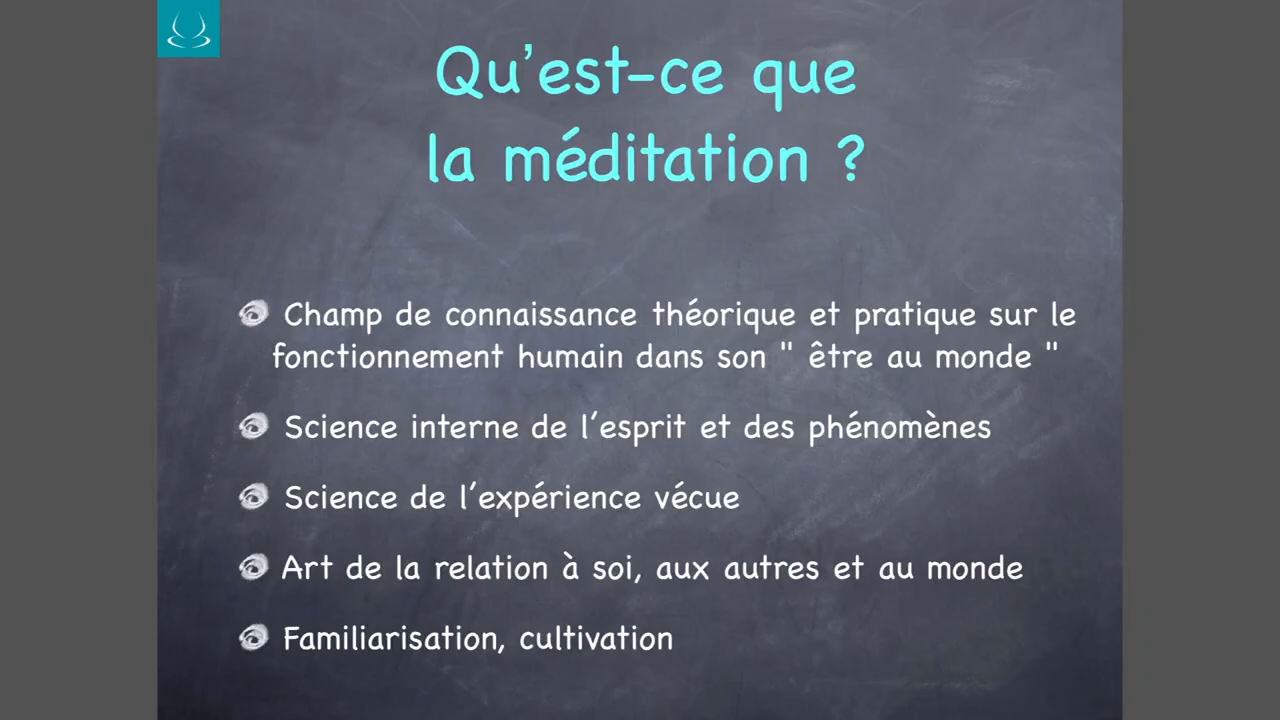 Qu'est-ce que
la méditation ?
Champ de connaissance théorique et pratique sur le
fonctionnement humain dans son " être au monde "
Science interne de l'esprit et des phénomènes
Science de l'expérience vécue
Art de la relation à soi, aux autres et au monde
Familiarisation, cultivation